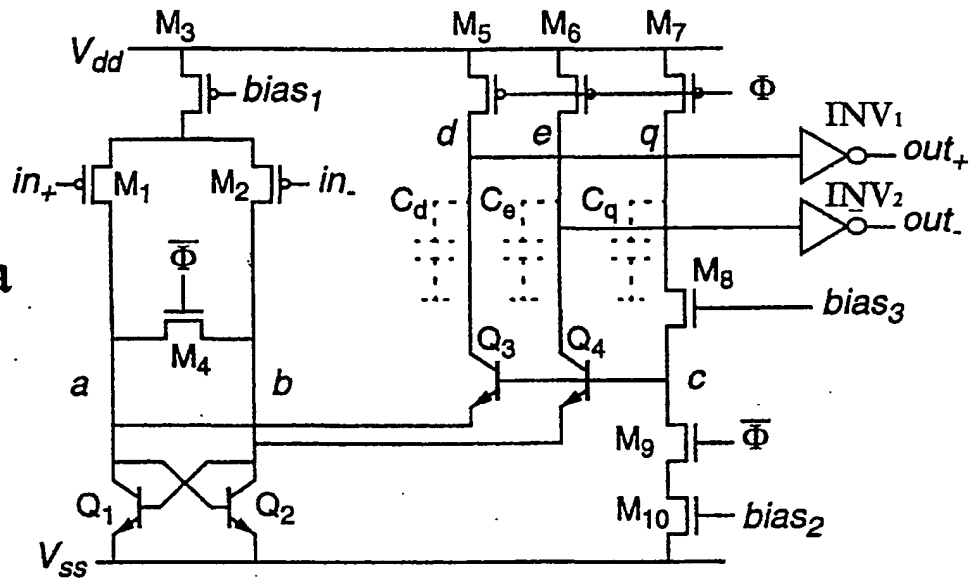 M3 M5 M6 M7
Vdd
bias1
Φ
d e q
INV1
out+
in+ M1 M2 in-
Cd Ce Cq
INV2
out-
Φ̅
a
M8
bias3
M4
Q3 Q4
a b
c
M9
Φ̅
Q1 Q2
M10
bias2
Vss